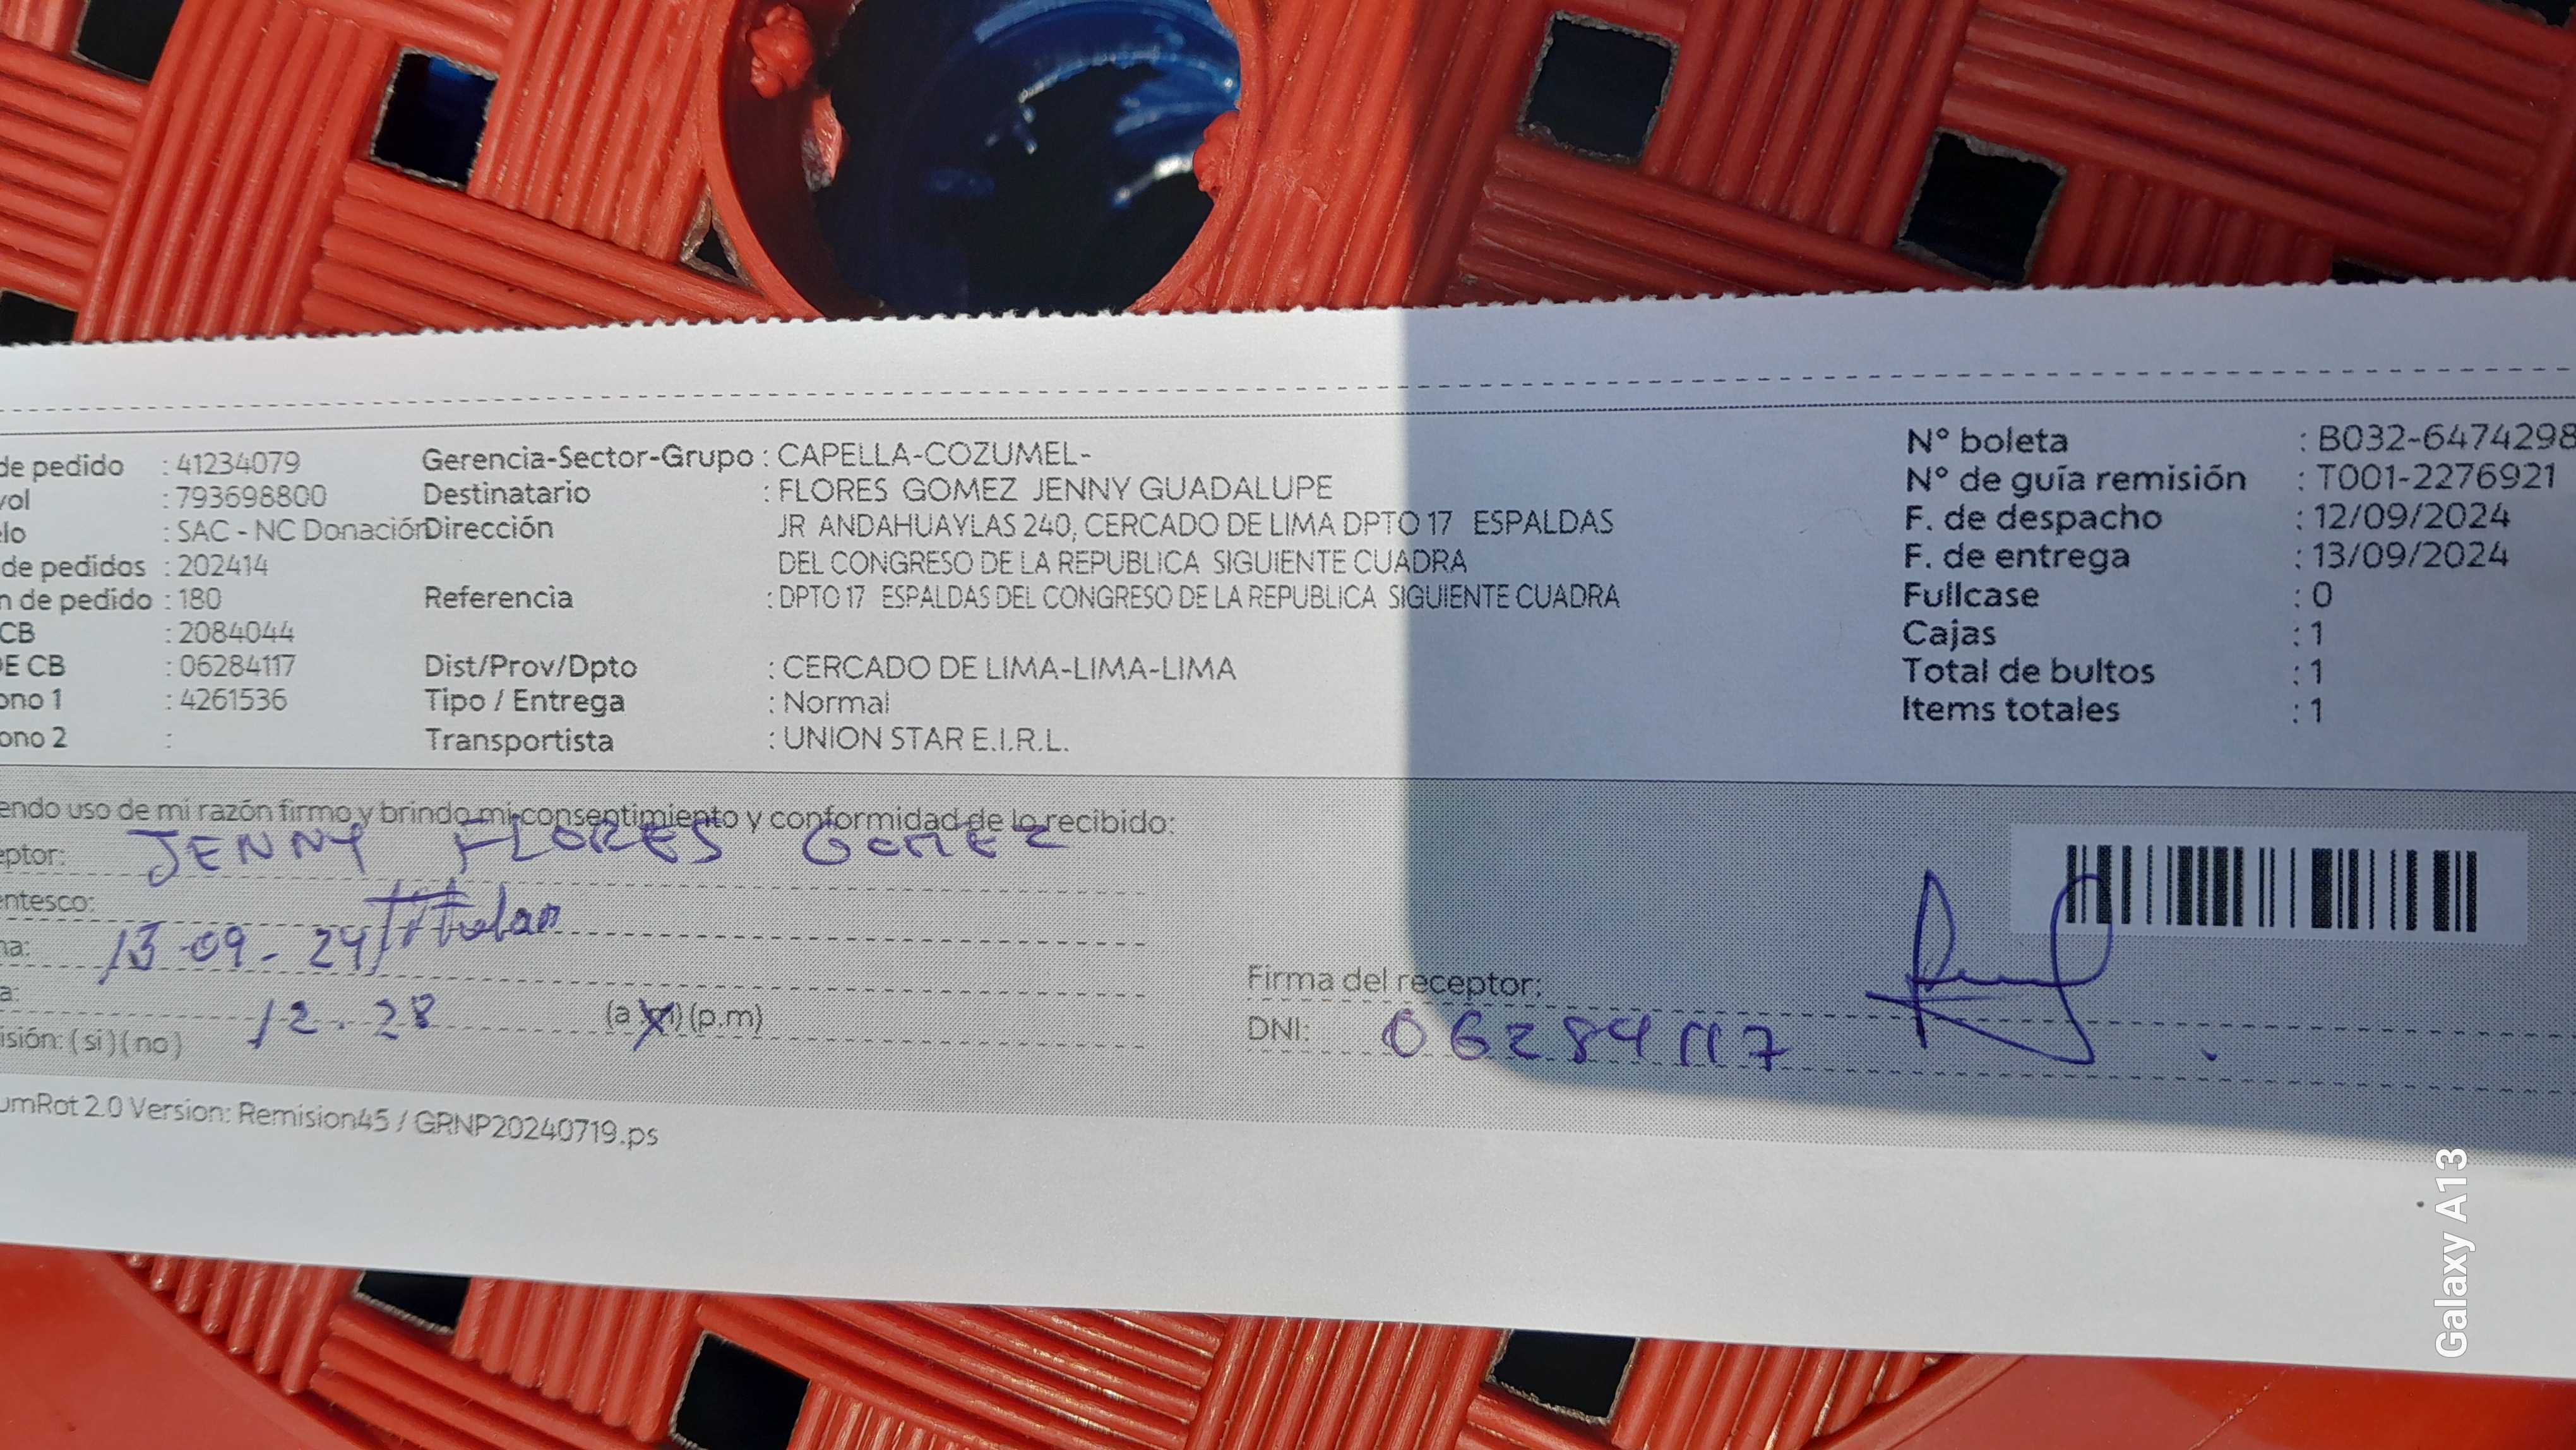 de pedido : 41234079 Gerencia-Sector-Grupo : CAPELLA-COZUMEL- N° boleta : B032-6474298
vol : 793698800 Destinatario : FLORES GOMEZ JENNY GUADALUPE N° de guía remisión : T001-2276921
elo : SAC - NC Donación Dirección JR ANDAHUAYLAS 240, CERCADO DE LIMA DPTO 17 ESPALDAS F. de despacho : 12/09/2024
de pedidos : 202414 DEL CONGRESO DE LA REPUBLICA SIGUIENTE CUADRA F. de entrega : 13/09/2024
n de pedido : 180 Referencia : DPTO 17 ESPALDAS DEL CONGRESO DE LA REPUBLICA SIGUIENTE CUADRA Fullcase : 0
CB : 2084044 Cajas : 1
DE CB : 06284117 Dist/Prov/Dpto : CERCADO DE LIMA-LIMA-LIMA Total de bultos : 1
ono 1 : 4261536 Tipo / Entrega : Normal Items totales : 1
ono 2 : Transportista : UNION STAR E.I.R.L.
endo uso de mi razón firmo y brindo mi consentimiento y conformidad de lo recibido:
eptor: JENNY FLORES GOMEZ
entesco: Titular
na: 13-09-24
a: 12.28 (a.m) (p.m) Firma del receptor:
isión: ( si ) ( no ) DNI: 06284117
umRot 2.0 Version: Remision45 / GRNP20240719.ps
Galaxy A13